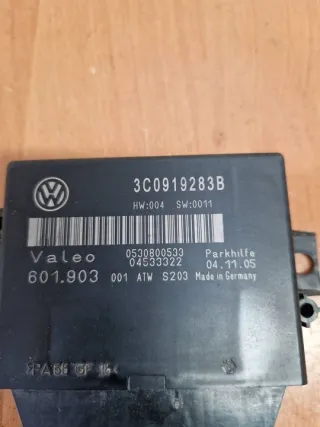 3C0919283B
HW:004 SW:0011
Valeo 0530800533 Parkhilfe
601.903 04533322 04.11.05
001 ATW S203 Made in Germany